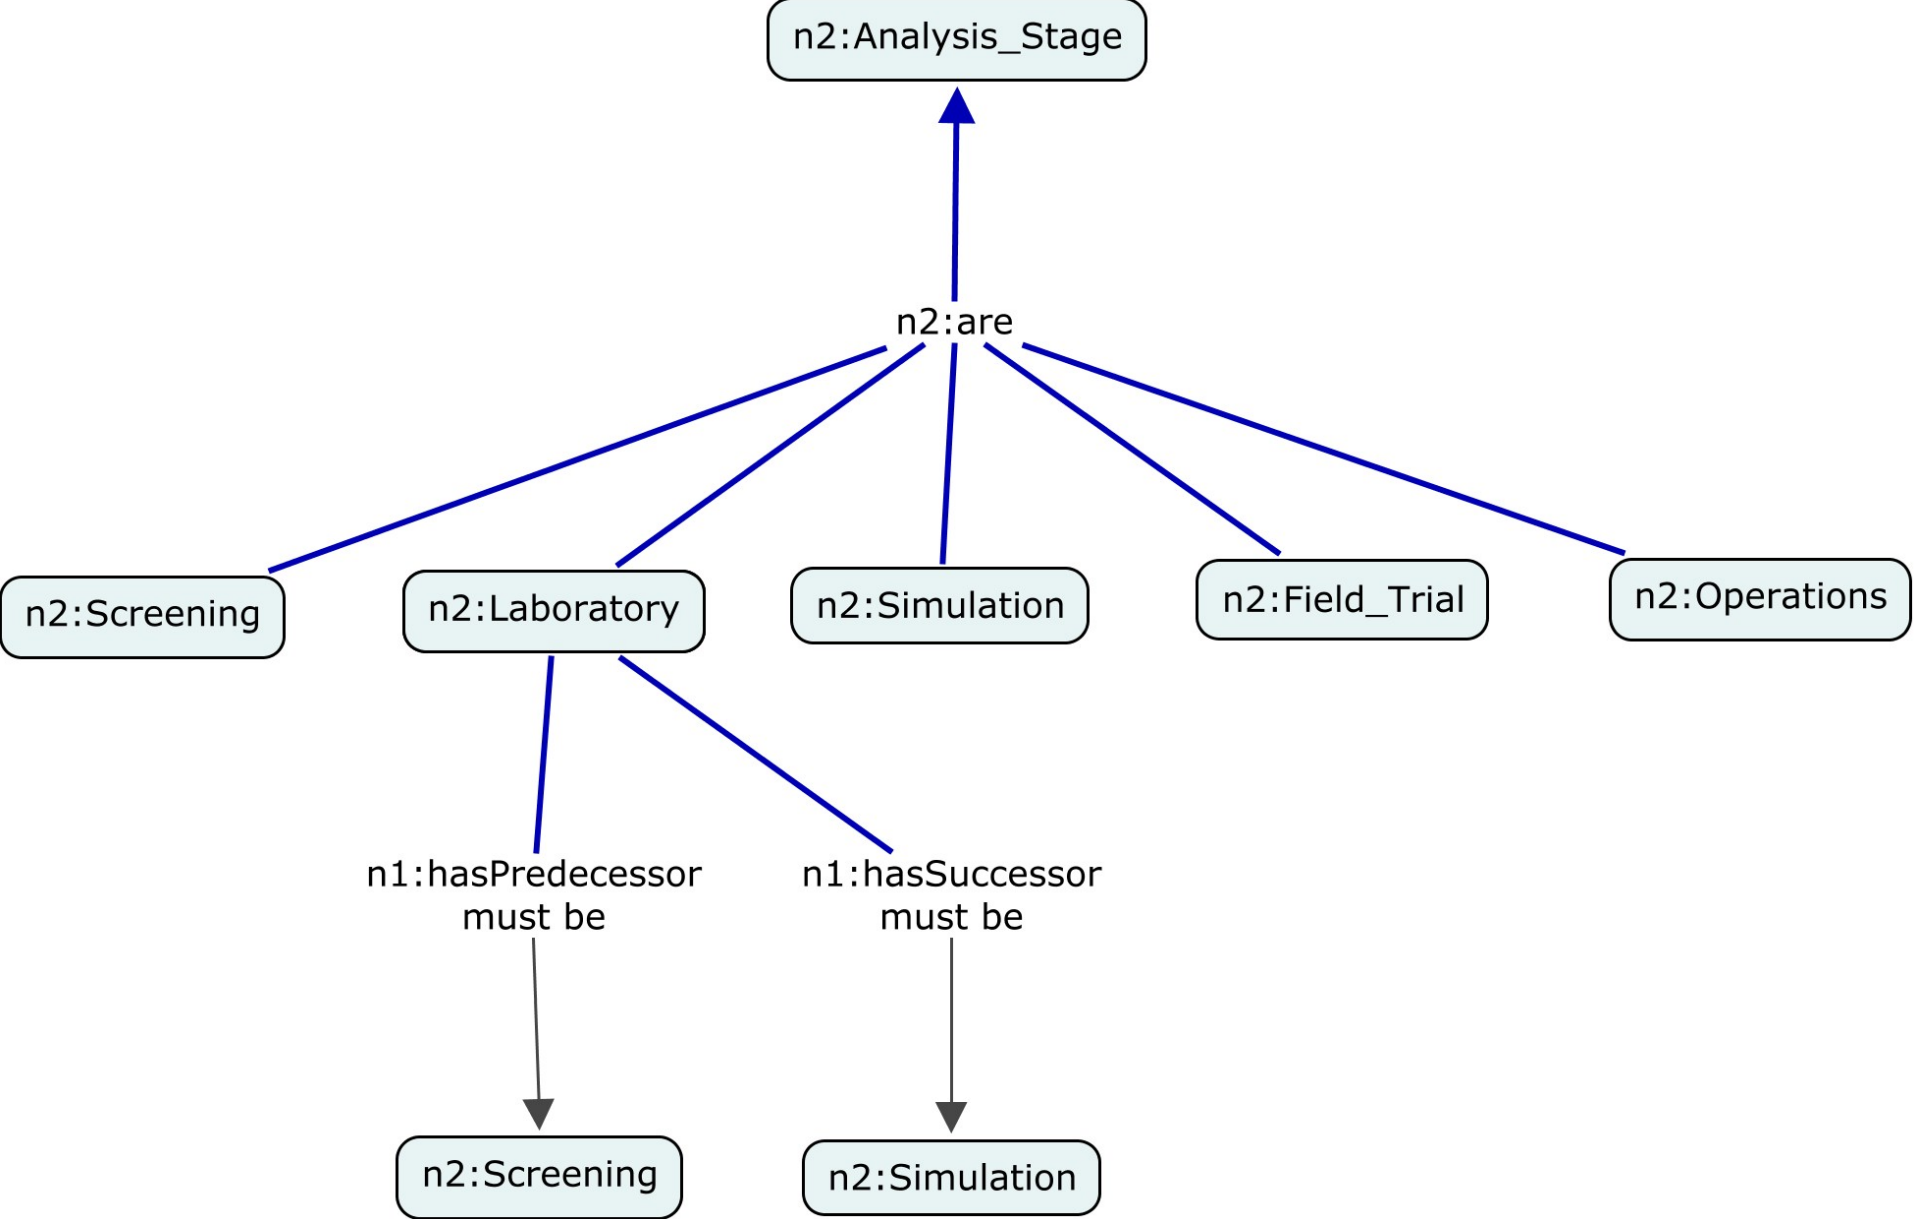 n2:Analysis_Stage
n2:are
n2:Screening
n2:Laboratory
n2:Simulation
n2:Field_Trial
n2:Operations
n1:hasPredecessor
must be
n1:hasSuccessor
must be
n2:Screening
n2:Simulation